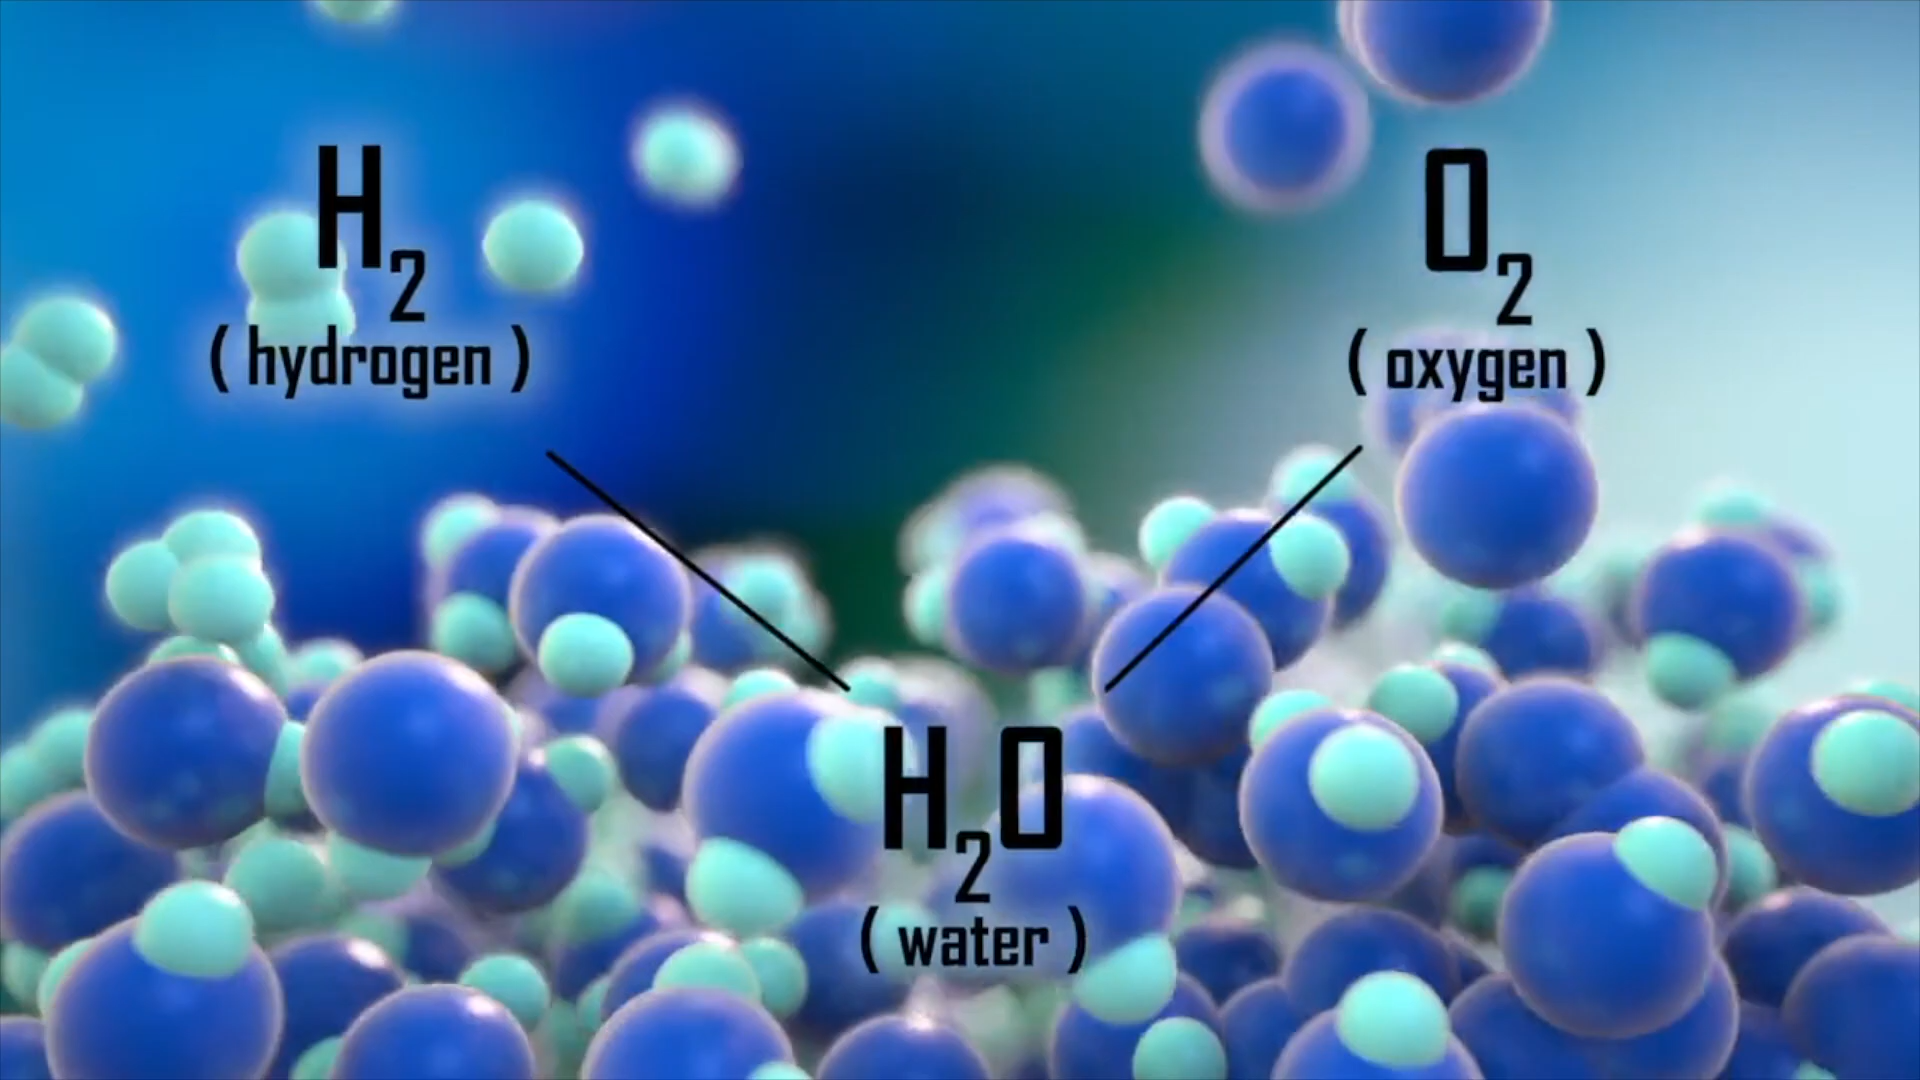 H₂
( hydrogen )
O₂
( oxygen )
H₂O
( water )